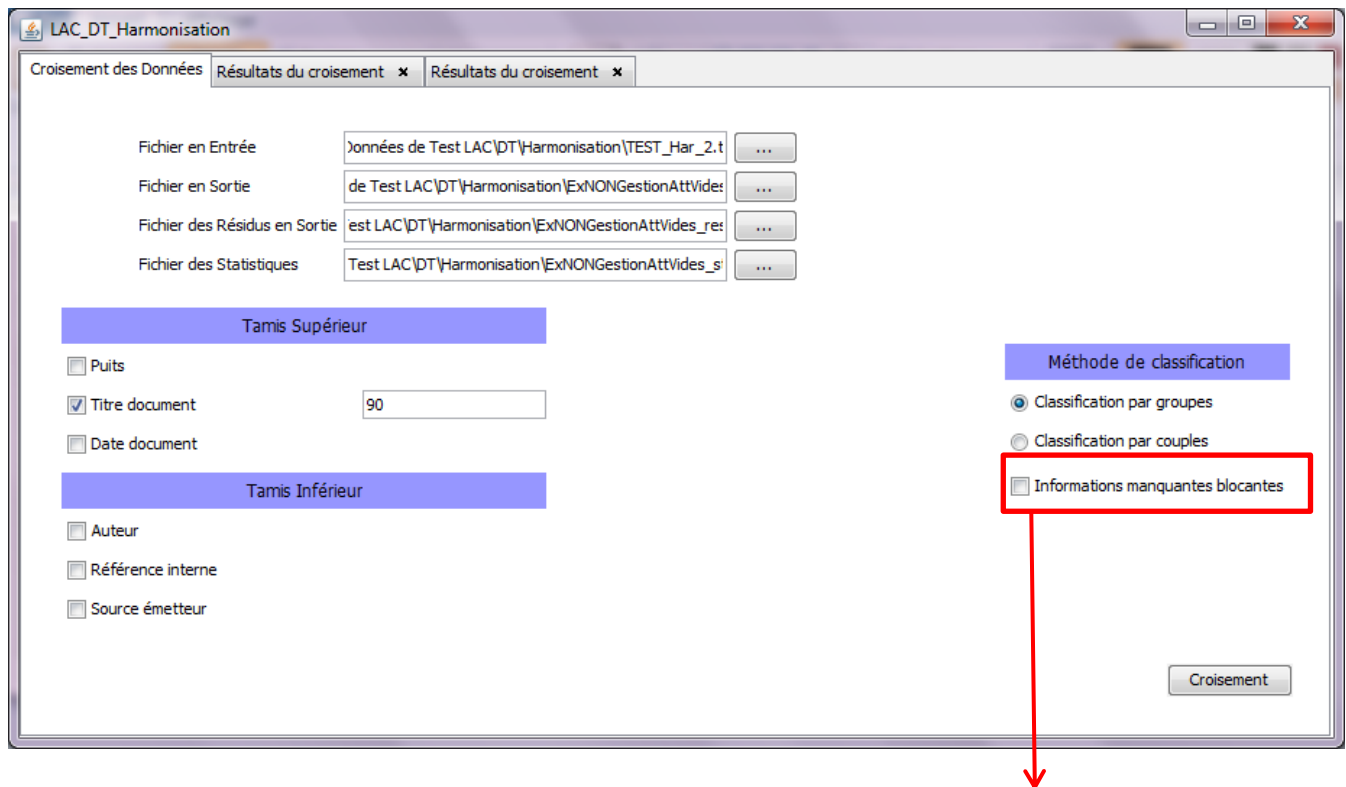 LAC_DT_Harmonisation
Croisement des Données Résultats du croisement Résultats du croisement
Fichier en Entrée Données de Test LAC\DT\Harmonisation\TEST_Har_2.t ...
Fichier en Sortie de Test LAC\DT\Harmonisation\ExNONGestionAttVides ...
Fichier des Résidus en Sortie Test LAC\DT\Harmonisation\ExNONGestionAttVides_res ...
Fichier des Statistiques Test LAC\DT\Harmonisation\ExNONGestionAttVides_s ...
Tamis Supérieur
Puits
Titre document 90
Date document
Tamis Inférieur
Auteur
Référence interne
Source émetteur
Méthode de classification
Classification par groupes
Classification par couples
Informations manquantes blocantes
Croisement